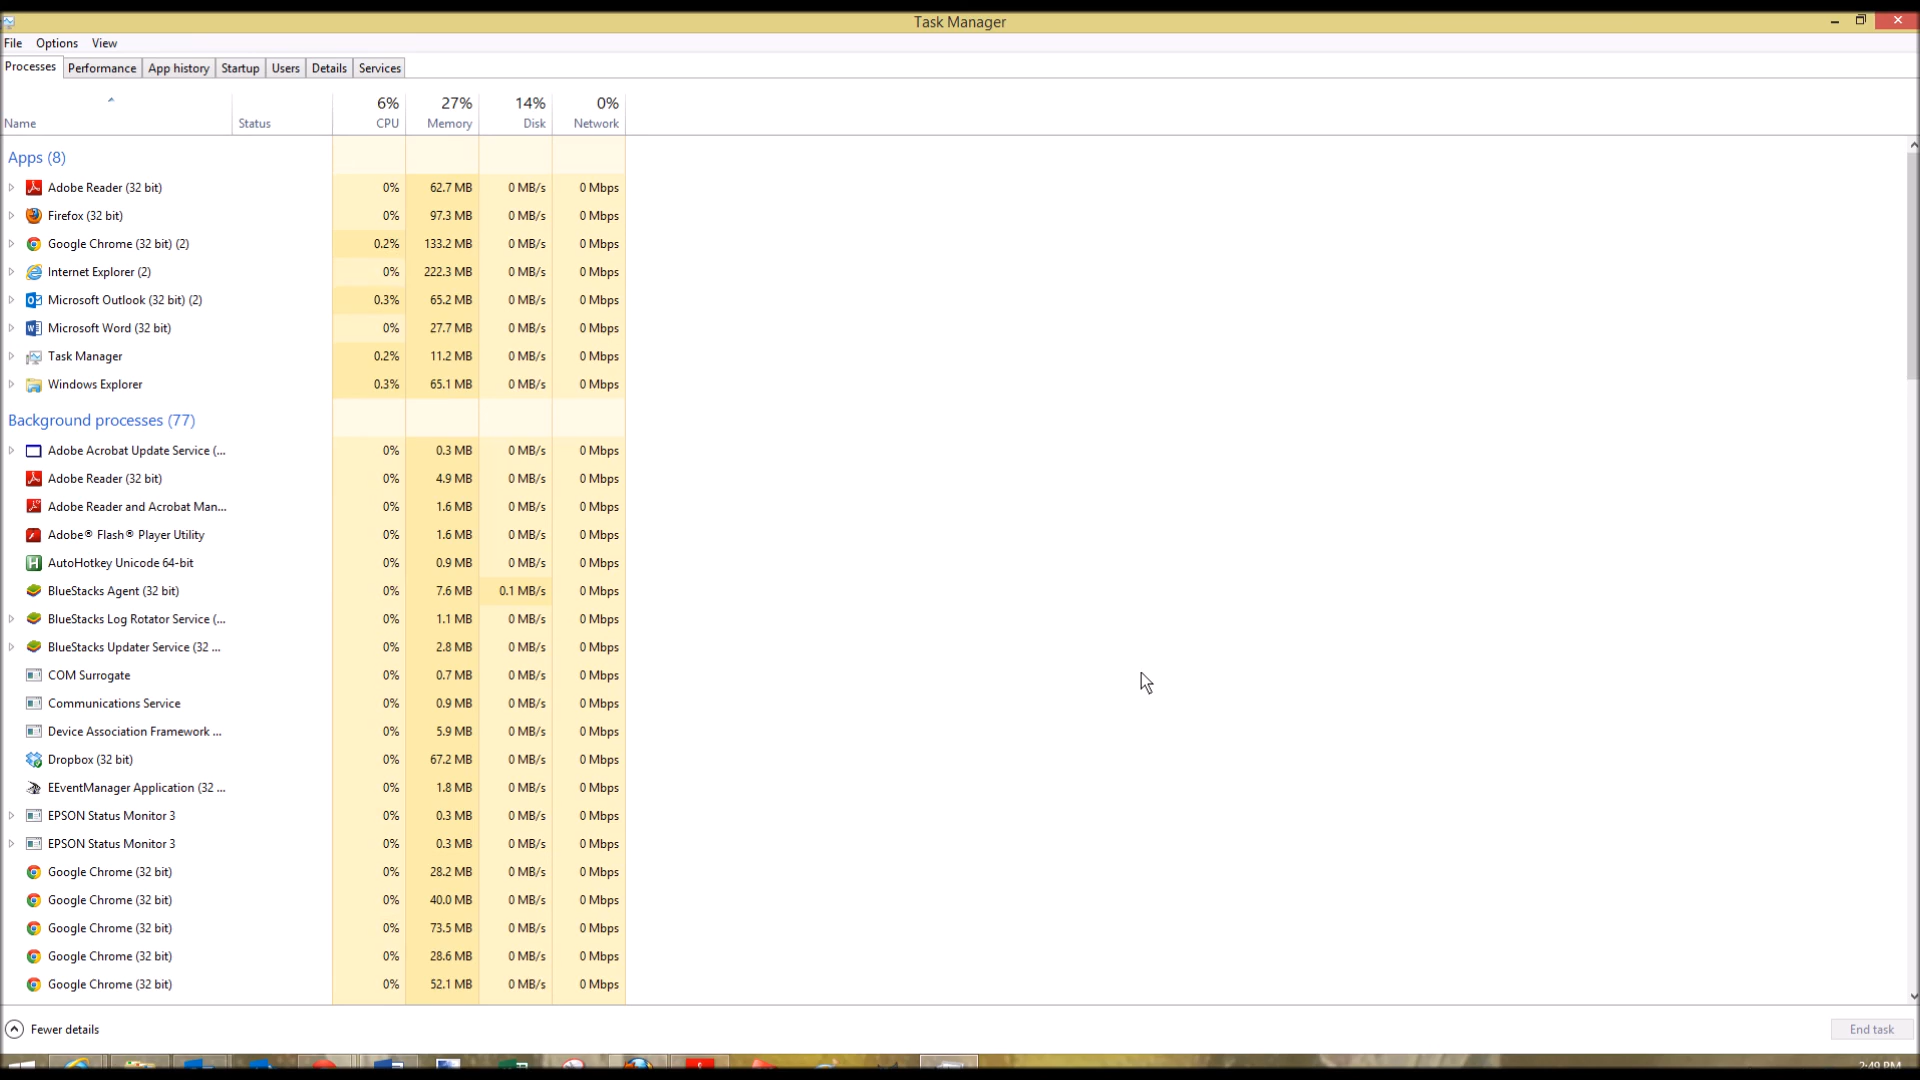 Task Manager
File Options View
Processes Performance App history Startup Users Details Services
6% 27% 14% 0%
Name Status CPU Memory Disk Network
Apps (8)
Adobe Reader (32 bit) 0% 62.7 MB 0 MB/s 0 Mbps
Firefox (32 bit) 0% 97.3 MB 0 MB/s 0 Mbps
Google Chrome (32 bit) (2) 0.2% 133.2 MB 0 MB/s 0 Mbps
Internet Explorer (2) 0% 222.3 MB 0 MB/s 0 Mbps
Microsoft Outlook (32 bit) (2) 0.3% 65.2 MB 0 MB/s 0 Mbps
Microsoft Word (32 bit) 0% 27.7 MB 0 MB/s 0 Mbps
Task Manager 0.2% 11.2 MB 0 MB/s 0 Mbps
Windows Explorer 0.3% 65.1 MB 0 MB/s 0 Mbps
Background processes (77)
Adobe Acrobat Update Service (... 0% 0.3 MB 0 MB/s 0 Mbps
Adobe Reader (32 bit) 0% 4.9 MB 0 MB/s 0 Mbps
Adobe Reader and Acrobat Man... 0% 1.6 MB 0 MB/s 0 Mbps
Adobe® Flash® Player Utility 0% 1.6 MB 0 MB/s 0 Mbps
AutoHotkey Unicode 64-bit 0% 0.9 MB 0 MB/s 0 Mbps
BlueStacks Agent (32 bit) 0% 7.6 MB 0.1 MB/s 0 Mbps
BlueStacks Log Rotator Service (... 0% 1.1 MB 0 MB/s 0 Mbps
BlueStacks Updater Service (32 ... 0% 2.8 MB 0 MB/s 0 Mbps
COM Surrogate 0% 0.7 MB 0 MB/s 0 Mbps
Communications Service 0% 0.9 MB 0 MB/s 0 Mbps
Device Association Framework ... 0% 5.9 MB 0 MB/s 0 Mbps
Dropbox (32 bit) 0% 67.2 MB 0 MB/s 0 Mbps
EEventManager Application (32 ... 0% 1.8 MB 0 MB/s 0 Mbps
EPSON Status Monitor 3 0% 0.3 MB 0 MB/s 0 Mbps
EPSON Status Monitor 3 0% 0.3 MB 0 MB/s 0 Mbps
Google Chrome (32 bit) 0% 28.2 MB 0 MB/s 0 Mbps
Google Chrome (32 bit) 0% 40.0 MB 0 MB/s 0 Mbps
Google Chrome (32 bit) 0% 73.5 MB 0 MB/s 0 Mbps
Google Chrome (32 bit) 0% 28.6 MB 0 MB/s 0 Mbps
Google Chrome (32 bit) 0% 52.1 MB 0 MB/s 0 Mbps
Fewer details End task